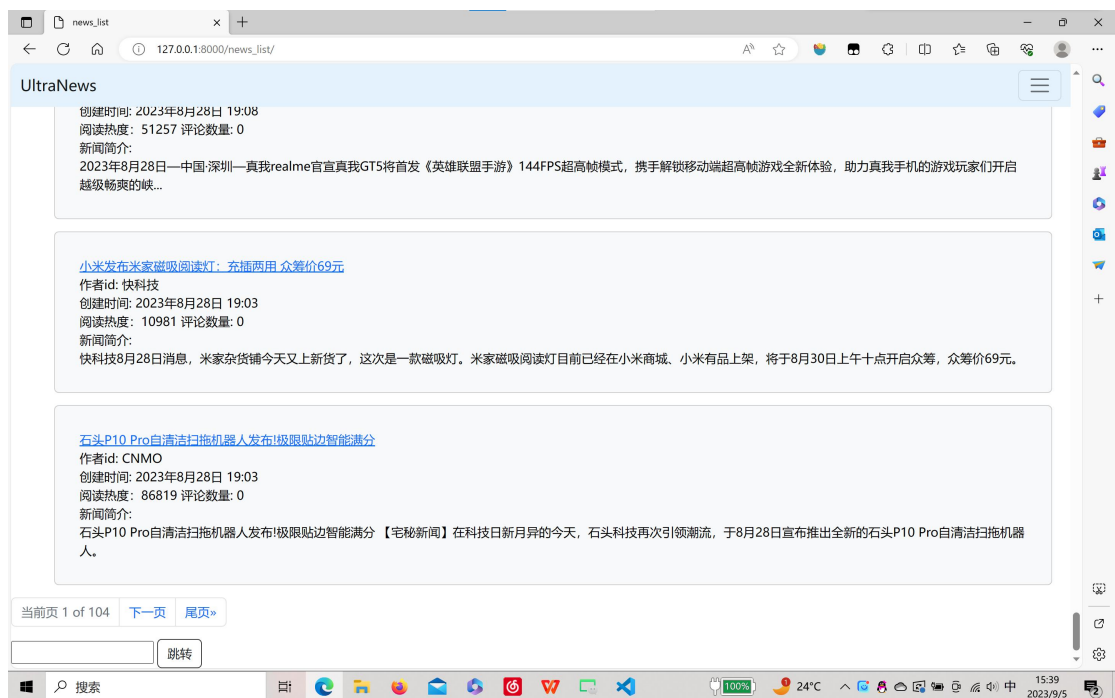 news_list
127.0.0.1:8000/news_list/
UltraNews
创建时间: 2023年8月28日 19:08
阅读热度：51257 评论数量: 0
新闻简介:
2023年8月28日—中国·深圳—真我realme官宣真我GT5将首发《英雄联盟手游》144FPS超高帧模式，携手解锁移动端超高帧游戏全新体验，助力真我手机的游戏玩家们开启
越级畅爽的峡...
小米发布米家磁吸阅读灯：充插两用 众筹价69元
作者id: 快科技
创建时间: 2023年8月28日 19:03
阅读热度：10981 评论数量: 0
新闻简介:
快科技8月28日消息，米家杂货铺今天又上新货了，这次是一款磁吸灯。米家磁吸阅读灯目前已经在小米商城、小米有品上架，将于8月30日上午十点开启众筹，众筹价69元。
石头P10 Pro自清洁扫拖机器人发布!极限贴边智能满分
作者id: CNMO
创建时间: 2023年8月28日 19:03
阅读热度：86819 评论数量: 0
新闻简介:
石头P10 Pro自清洁扫拖机器人发布!极限贴边智能满分 【宅秘新闻】在科技日新月异的今天，石头科技再次引领潮流，于8月28日宣布推出全新的石头P10 Pro自清洁扫拖机器
人。
当前页 1 of 104 下一页 尾页»
跳转
搜索
100%
24°C
中
15:39
2023/9/5
2